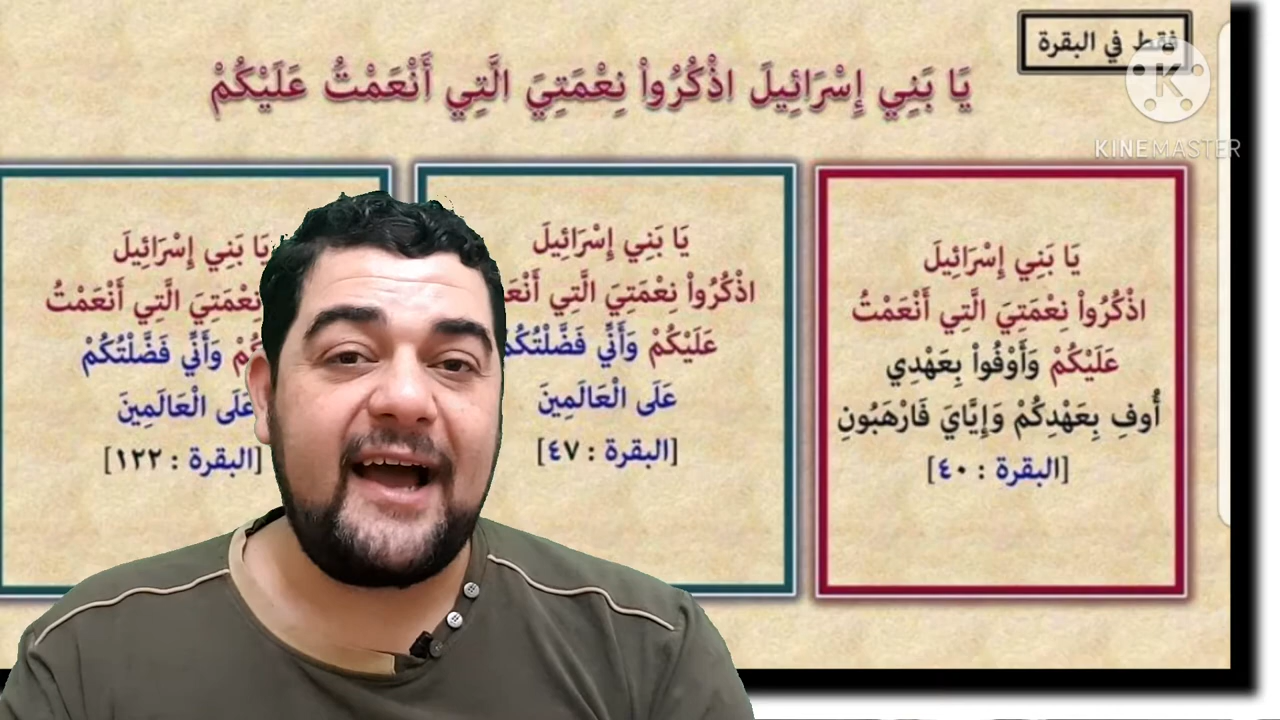 فقط في البقرة
KINEMASTER
يَا بَنِي إِسْرَائِيلَ اذْكُرُواْ نِعْمَتِيَ الَّتِي أَنْعَمْتُ عَلَيْكُمْ
يَا بَنِي إِسْرَائِيلَ
اذْكُرُواْ نِعْمَتِيَ الَّتِي أَنْعَمْتُ
عَلَيْكُمْ وَأَوْفُواْ بِعَهْدِي
أُوفِ بِعَهْدِكُمْ وَإِيَّايَ فَارْهَبُونِ
[البقرة : ٤٠]
يَا بَنِي إِسْرَائِيلَ
اذْكُرُواْ نِعْمَتِيَ الَّتِي
عَلَيْكُمْ وَأَنِّي فَضَّلْتُكُمْ
عَلَى الْعَالَمِينَ
[البقرة : ٤٧]
يَا بَنِي إِسْرَائِيلَ
نِعْمَتِيَ الَّتِي أَنْعَمْتُ
وَأَنِّي فَضَّلْتُكُمْ
عَلَى الْعَالَمِينَ
[البقرة : ١٢٢]